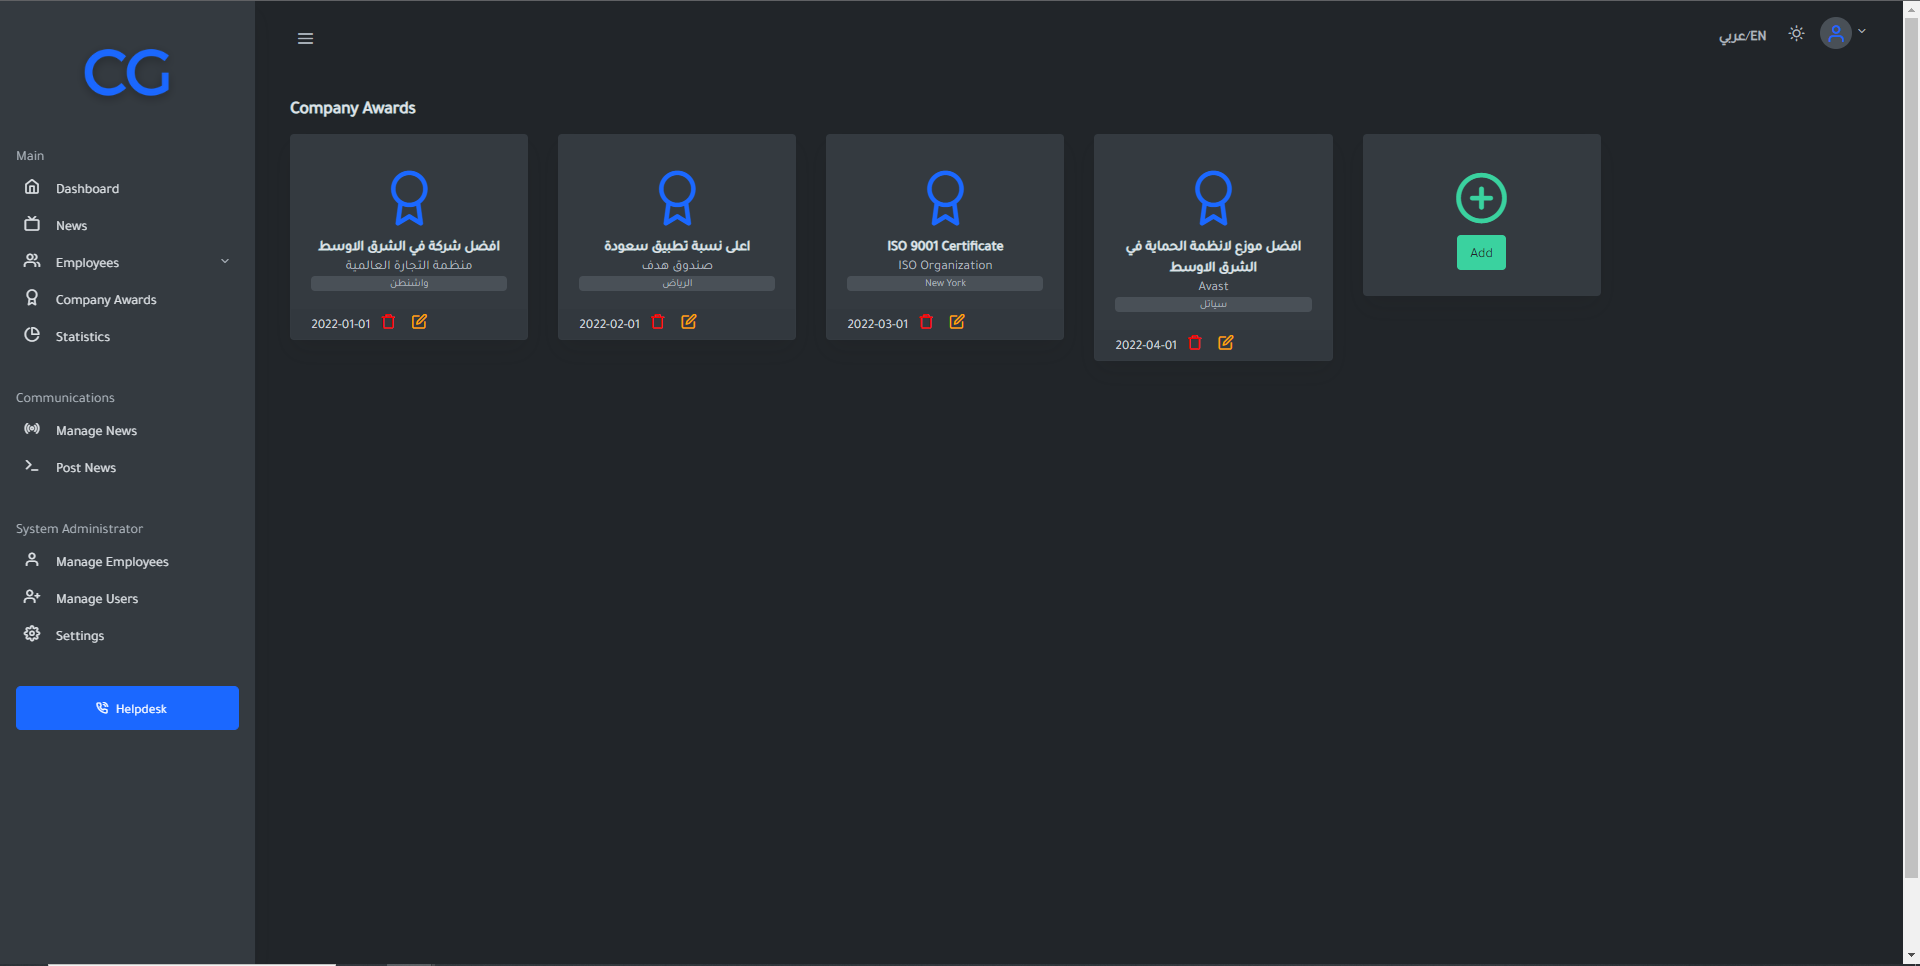 CG
عربي/EN
Main
Dashboard
News
Employees
Company Awards
Statistics
Communications
Manage News
Post News
System Administrator
Manage Employees
Manage Users
Settings
Helpdesk
Company Awards
افضل شركة في الشرق الاوسط
منظمة التجارة العالمية
واشنطن
2022-01-01
اعلى نسبة تطبيق سعودة
صندوق هدف
الرياض
2022-02-01
ISO 9001 Certificate
ISO Organization
New York
2022-03-01
افضل موزع لانظمة الحماية في
الشرق الاوسط
Avast
سياتل
2022-04-01
Add